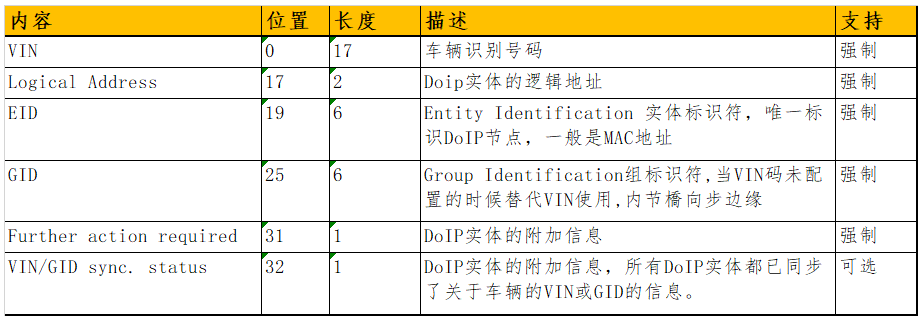 内容 位置 长度 描述 支持
VIN 0 17 车辆识别号码 强制
Logical Address 17 2 Doip实体的逻辑地址 强制
EID 19 6 Entity Identification 实体标识符，唯一标 强制
识DoIP节点，一般是MAC地址
GID 25 6 Group Identification组标识符,当VIN码未配 强制
置的时候替代VIN使用,内节橋向步边缘
Further action required 31 1 DoIP实体的附加信息 强制
VIN/GID sync. status 32 1 DoIP实体的附加信息，所有DoIP实体都已同步 可选
了关于车辆的VIN或GID的信息。